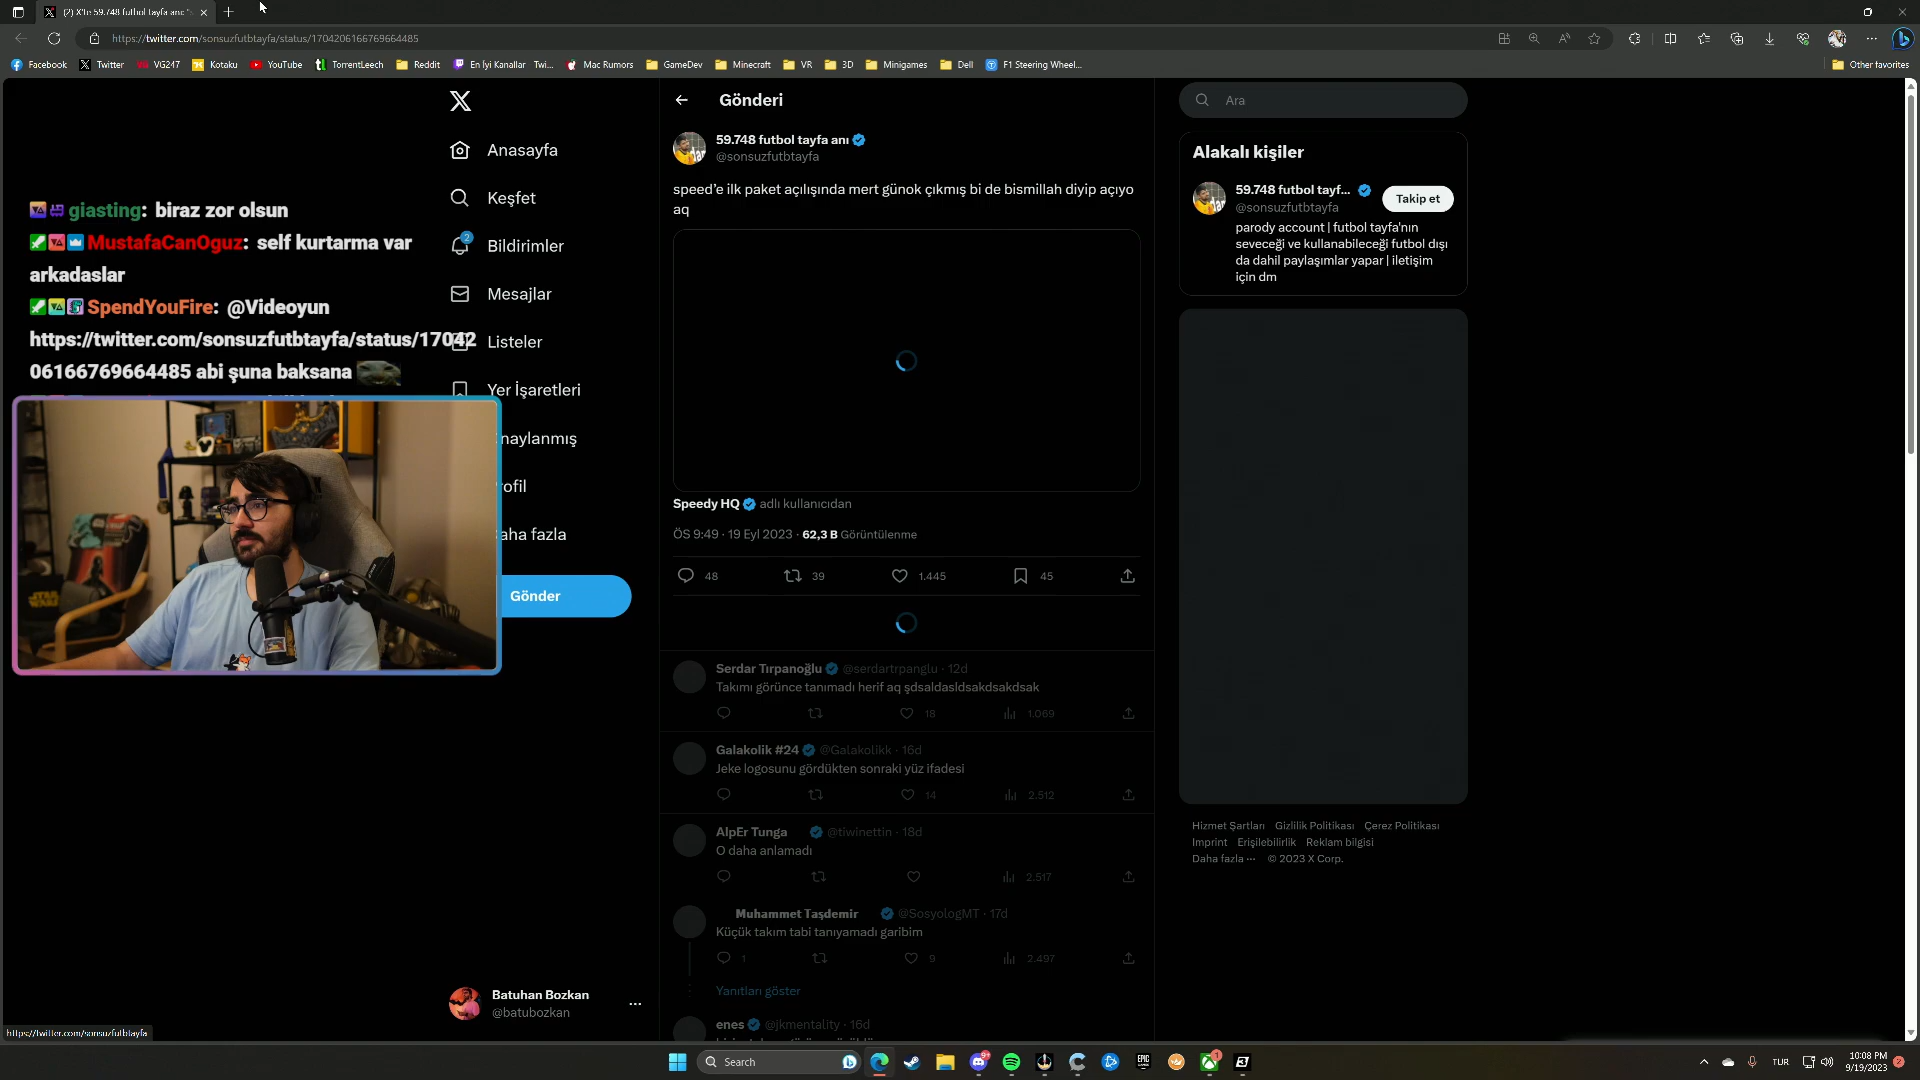 (2) X'te 59.748 futbol tayfa anı: "s
https://twitter.com/sonsuzfutbtayfa/status/1704206166769664485
Facebook
Twitter
VG247
Kotaku
YouTube
TorrentLeech
Reddit
En İyi Kanallar Twi...
Mac Rumors
GameDev
Minecraft
VR
3D
Minigames
Dell
F1 Steering Wheel...
Other favorites
giasting: biraz zor olsun
MustafaCanOguz: self kurtarma var
arkadaslar
SpendYouFire: @Videoyun
https://twitter.com/sonsuzfutbtayfa/status/17042
06166769664485 abi şuna baksana
Anasayfa
Keşfet
2
Bildirimler
Mesajlar
Listeler
Yer İşaretleri
naylanmış
ofil
aha fazla
Gönder
Batuhan Bozkan
@batubozkan
Gönderi
59.748 futbol tayfa anı
@sonsuzfutbtayfa
speed'e ilk paket açılışında mert günok çıkmış bi de bismillah diyip açıyo
aq
Speedy HQ adlı kullanıcıdan
ÖS 9:49 · 19 Eyl 2023 · 62,3 B Görüntülenme
48 39 1.445 45
Serdar Tırpanoğlu @serdartrpanglu · 12d
Takımı görünce tanımadı herif aq şdsaldasldsakdsakdsak
18 1.069
Galakolik #24 @Galakolikk · 16d
Jeke logosunu gördükten sonraki yüz ifadesi
14 2.512
AlpEr Tunga @tiwinettin · 18d
O daha anlamadı
2.517
Muhammet Taşdemir @SosyologMT · 17d
Küçük takım tabi tanıyamadı garibim
1 9 2.497
Yanıtları göster
enes @jkmentality · 16d
Ara
Alakalı kişiler
59.748 futbol tayf...
@sonsuzfutbtayfa
Takip et
parody account | futbol tayfa'nın
seveceği ve kullanabileceği futbol dışı
da dahil paylaşımlar yapar | iletişim
için dm
Hizmet Şartları Gizlilik Politikası Çerez Politikası
Imprint Erişilebilirlik Reklam bilgisi
Daha fazla ··· © 2023 X Corp.
https://twitter.com/sonsuzfutbtayfa
Search
9+
EPIC
1
TUR
10:08 PM
9/19/2023
2